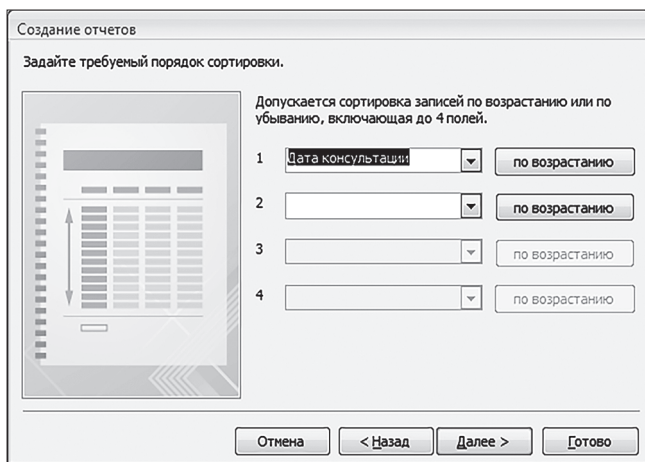 Создание отчетов
Задайте требуемый порядок сортировки.
Допускается сортировка записей по возрастанию или по
убыванию, включающая до 4 полей.
1 Дата консультации по возрастанию
2 по возрастанию
3 по возрастанию
4 по возрастанию
Отмена < Назад Далее > Готово